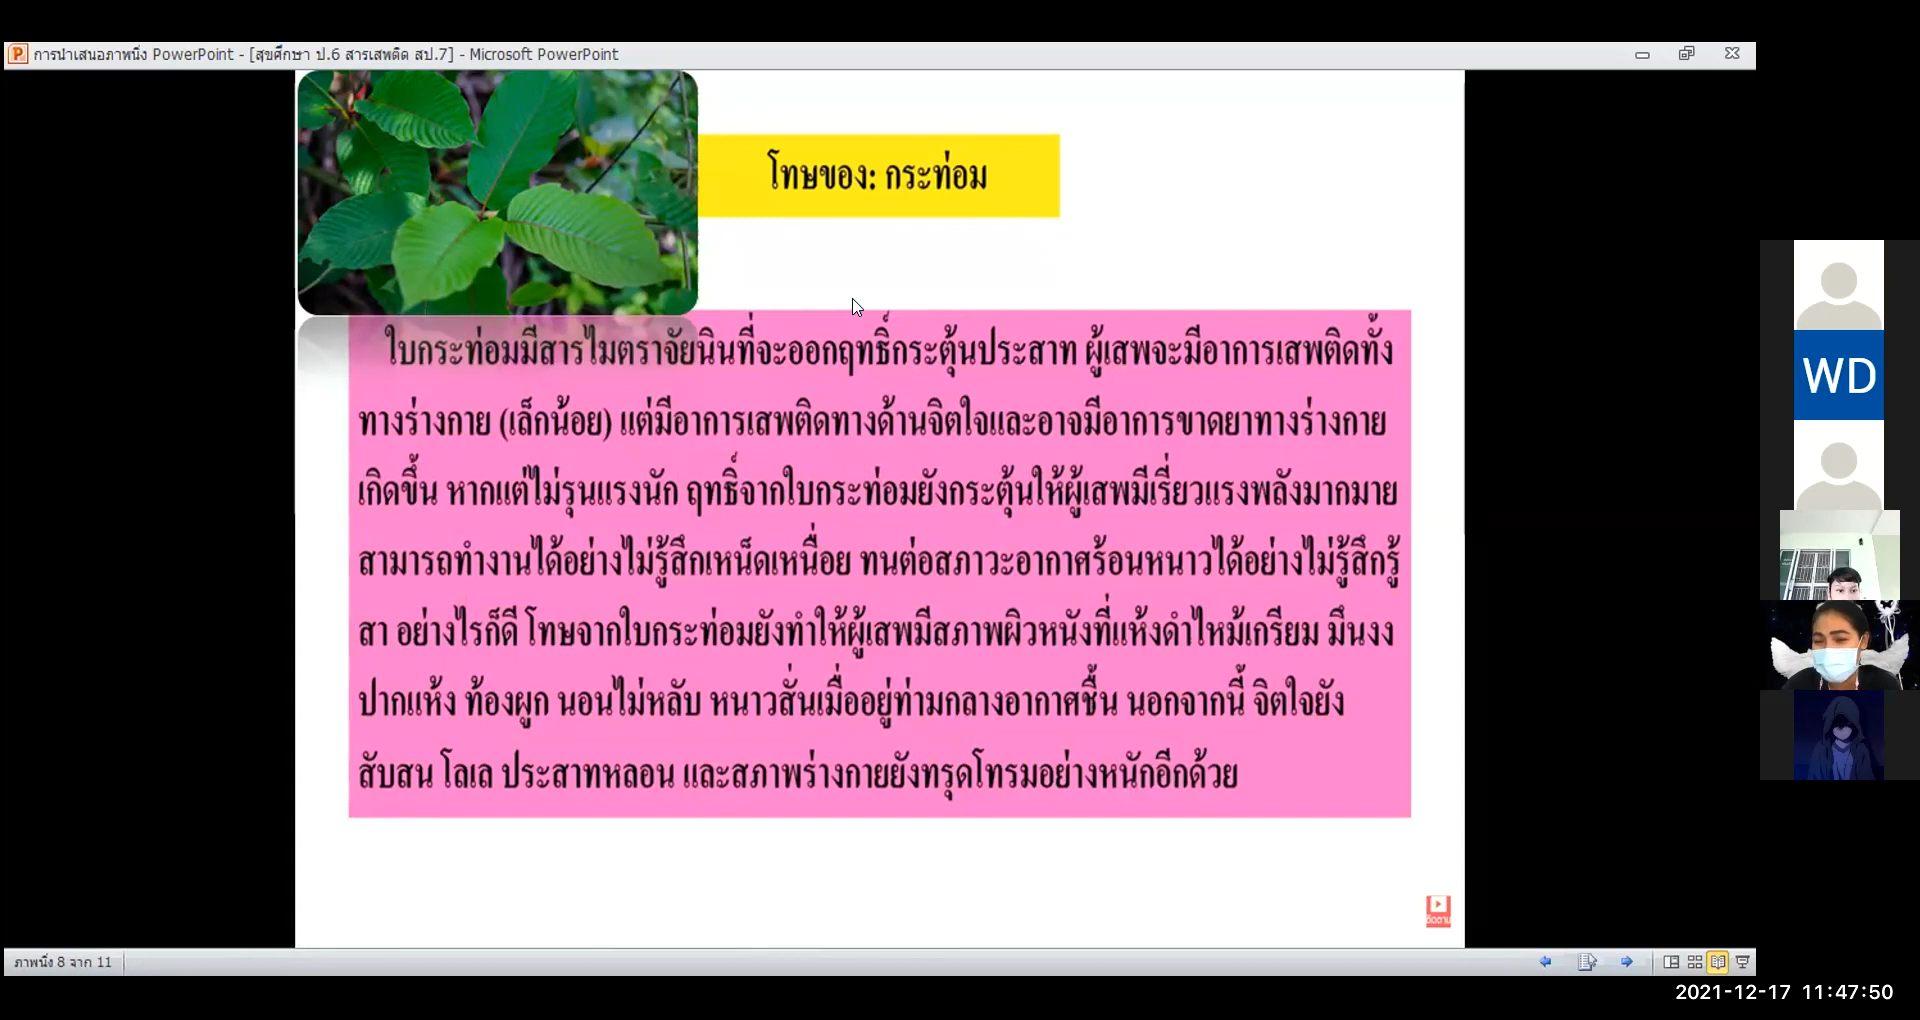 การนำเสนอภาพนิ่ง PowerPoint - [สุขศึกษา ป.6 สารเสพติด สป.7] - Microsoft PowerPoint
โทษของ: กระท่อม
ใบกระท่อมมีสารไมตราจัยนินที่จะออกฤทธิ์กระตุ้นประสาท ผู้เสพจะมีอาการเสพติดทั้ง
ทางร่างกาย (เล็กน้อย) แต่มีอาการเสพติดทางด้านจิตใจและอาจมีอาการขาดยาทางร่างกาย
เกิดขึ้น หากแต่ไม่รุนแรงนัก ฤทธิ์จากใบกระท่อมยังกระตุ้นให้ผู้เสพมีเรี่ยวแรงพลังมากมาย
สามารถทำงานได้อย่างไม่รู้สึกเหน็ดเหนื่อย ทนต่อสภาวะอากาศร้อนหนาวได้อย่างไม่รู้สึกรู้
สา อย่างไรก็ดี โทษจากใบกระท่อมยังทำให้ผู้เสพมีสภาพผิวหนังที่แห้งดำไหม้เกรียม มึนงง
ปากแห้ง ท้องผูก นอนไม่หลับ หนาวสั่นเมื่ออยู่ท่ามกลางอากาศชื้น นอกจากนี้ จิตใจยัง
สับสน โลเล ประสาทหลอน และสภาพร่างกายยังทรุดโทรมอย่างหนักอีกด้วย
WD
ติดตาม
ภาพนิ่ง 8 จาก 11
2021-12-17 11:47:50